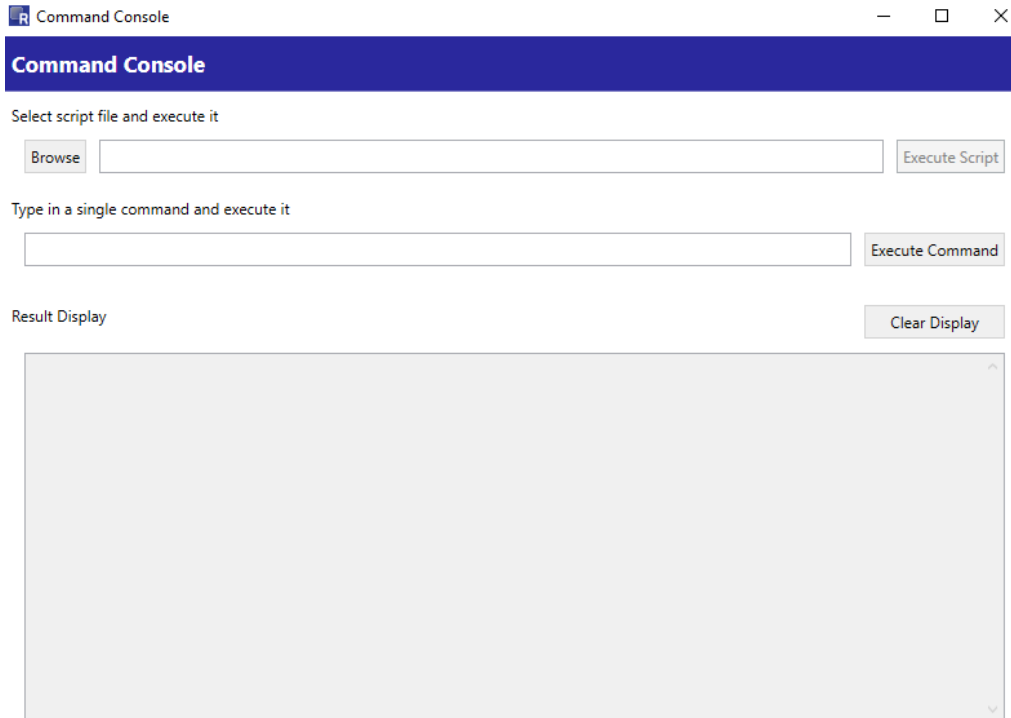 R Command Console
Command Console
Select script file and execute it
Browse Execute Script
Type in a single command and execute it
Execute Command
Result Display Clear Display